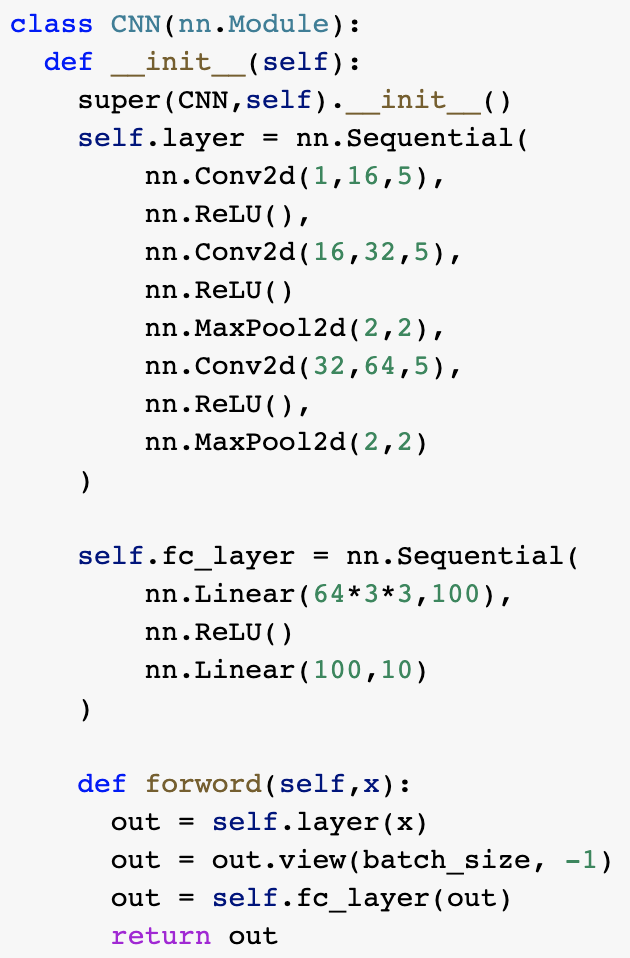 class CNN(nn.Module):
  def __init__(self):
    super(CNN,self).__init__()
    self.layer = nn.Sequential(
        nn.Conv2d(1,16,5),
        nn.ReLU(),
        nn.Conv2d(16,32,5),
        nn.ReLU()
        nn.MaxPool2d(2,2),
        nn.Conv2d(32,64,5),
        nn.ReLU(),
        nn.MaxPool2d(2,2)
    )
    self.fc_layer = nn.Sequential(
        nn.Linear(64*3*3,100),
        nn.ReLU()
        nn.Linear(100,10)
    )
    def forword(self,x):
      out = self.layer(x)
      out = out.view(batch_size, -1)
      out = self.fc_layer(out)
      return out